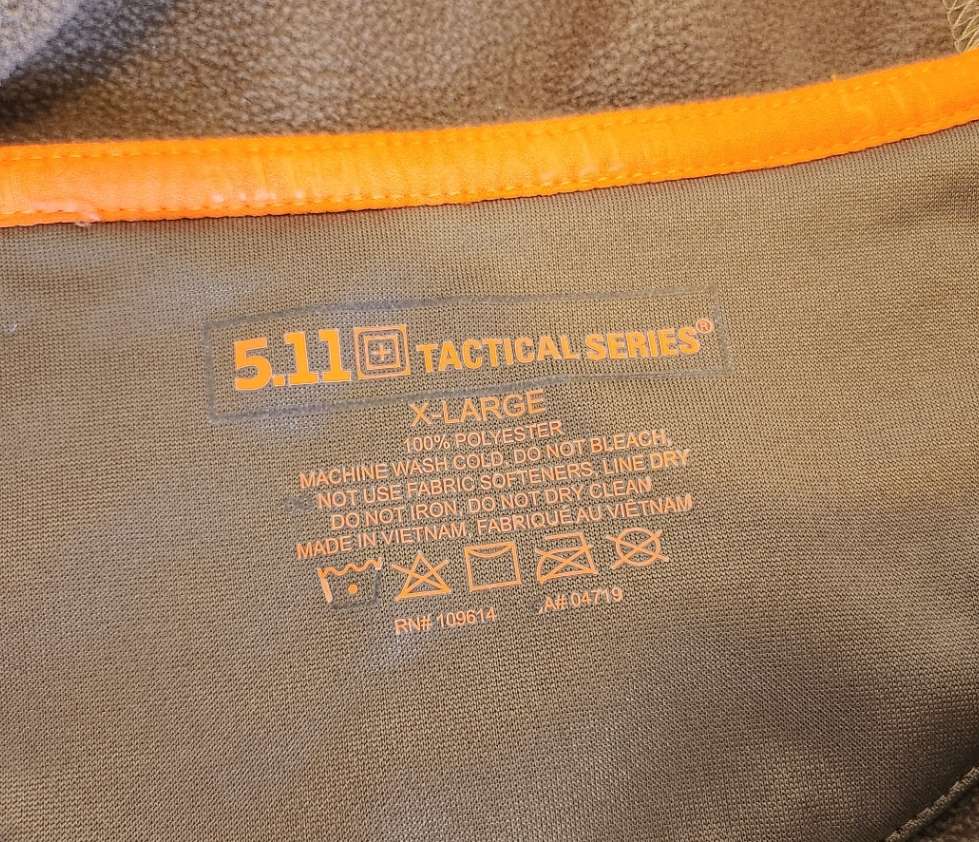 5.11 TACTICAL SERIES®
X-LARGE
100% POLYESTER
MACHINE WASH COLD, DO NOT BLEACH,
NOT USE FABRIC SOFTENERS, LINE DRY
DO NOT IRON, DO NOT DRY CLEAN
MADE IN VIETNAM, FABRIQUÉ AU VIETNAM
RN# 109614 A# 04719